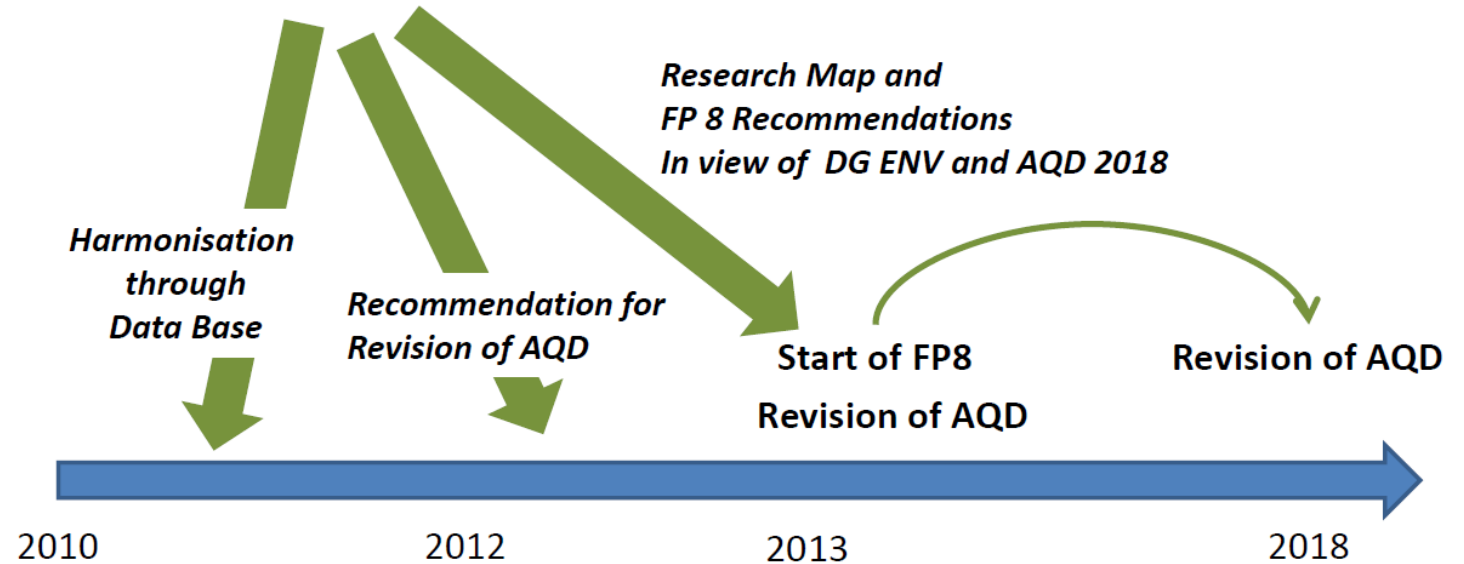 Research Map and
FP 8 Recommendations
In view of DG ENV and AQD 2018
Harmonisation
through
Data Base
Recommendation for
Revision of AQD
Start of FP8
Revision of AQD
Revision of AQD
2010
2012
2013
2018